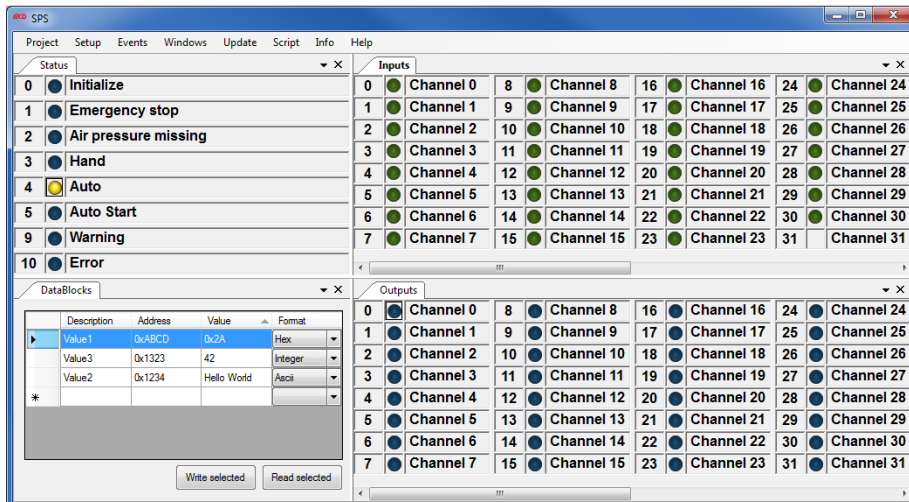 SPS
Project Setup Events Windows Update Script Info Help
Status
0 Initialize
1 Emergency stop
2 Air pressure missing
3 Hand
4 Auto
5 Auto Start
9 Warning
10 Error
Inputs
0 Channel 0 8 Channel 8 16 Channel 16 24 Channel 24
1 Channel 1 9 Channel 9 17 Channel 17 25 Channel 25
2 Channel 2 10 Channel 10 18 Channel 18 26 Channel 26
3 Channel 3 11 Channel 11 19 Channel 19 27 Channel 27
4 Channel 4 12 Channel 12 20 Channel 20 28 Channel 28
5 Channel 5 13 Channel 13 21 Channel 21 29 Channel 29
6 Channel 6 14 Channel 14 22 Channel 22 30 Channel 30
7 Channel 7 15 Channel 15 23 Channel 23 31 Channel 31
DataBlocks
Description Address Value Format
Value1 0xABCD 0x2A Hex
Value3 0x1323 42 Integer
Value2 0x1234 Hello World Ascii
Write selected Read selected
Outputs
0 Channel 0 8 Channel 8 16 Channel 16 24 Channel 24
1 Channel 1 9 Channel 9 17 Channel 17 25 Channel 25
2 Channel 2 10 Channel 10 18 Channel 18 26 Channel 26
3 Channel 3 11 Channel 11 19 Channel 19 27 Channel 27
4 Channel 4 12 Channel 12 20 Channel 20 28 Channel 28
5 Channel 5 13 Channel 13 21 Channel 21 29 Channel 29
6 Channel 6 14 Channel 14 22 Channel 22 30 Channel 30
7 Channel 7 15 Channel 15 23 Channel 23 31 Channel 31